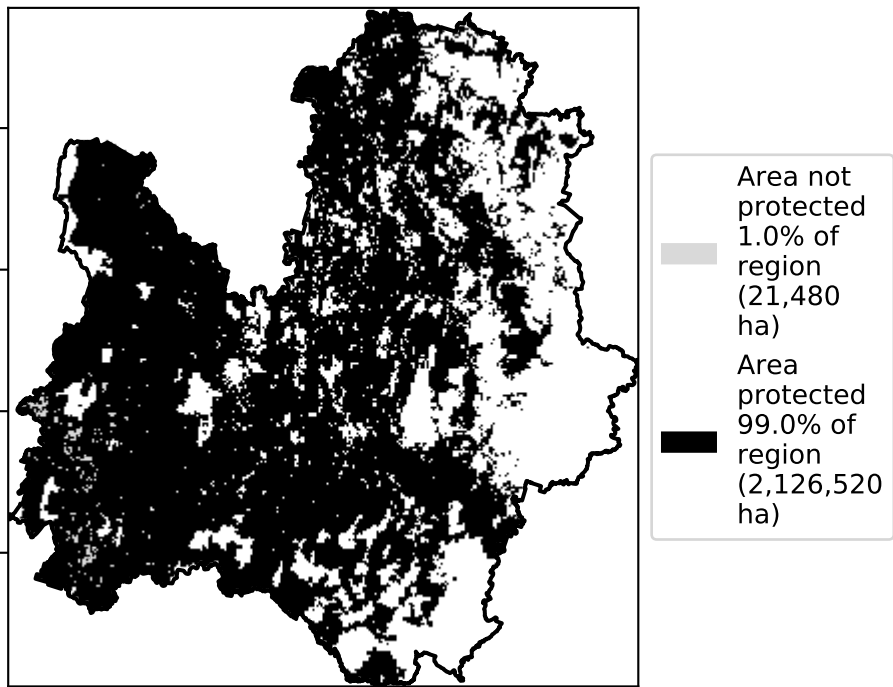 Area not
protected
1.0% of
region
(21,480
ha)
Area
protected
99.0% of
region
(2,126,520
ha)